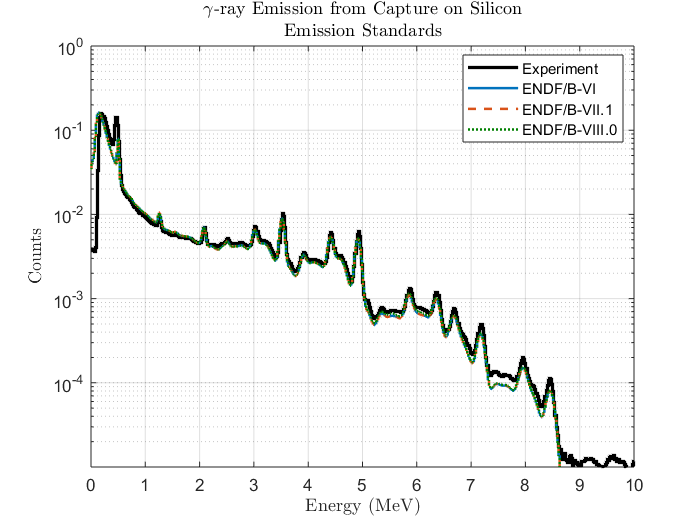 γ-ray Emission from Capture on Silicon
Emission Standards
Experiment
ENDF/B-VI
ENDF/B-VII.1
ENDF/B-VIII.0
10^0
10^-1
10^-2
10^-3
10^-4
Counts
0 1 2 3 4 5 6 7 8 9 10
Energy (MeV)